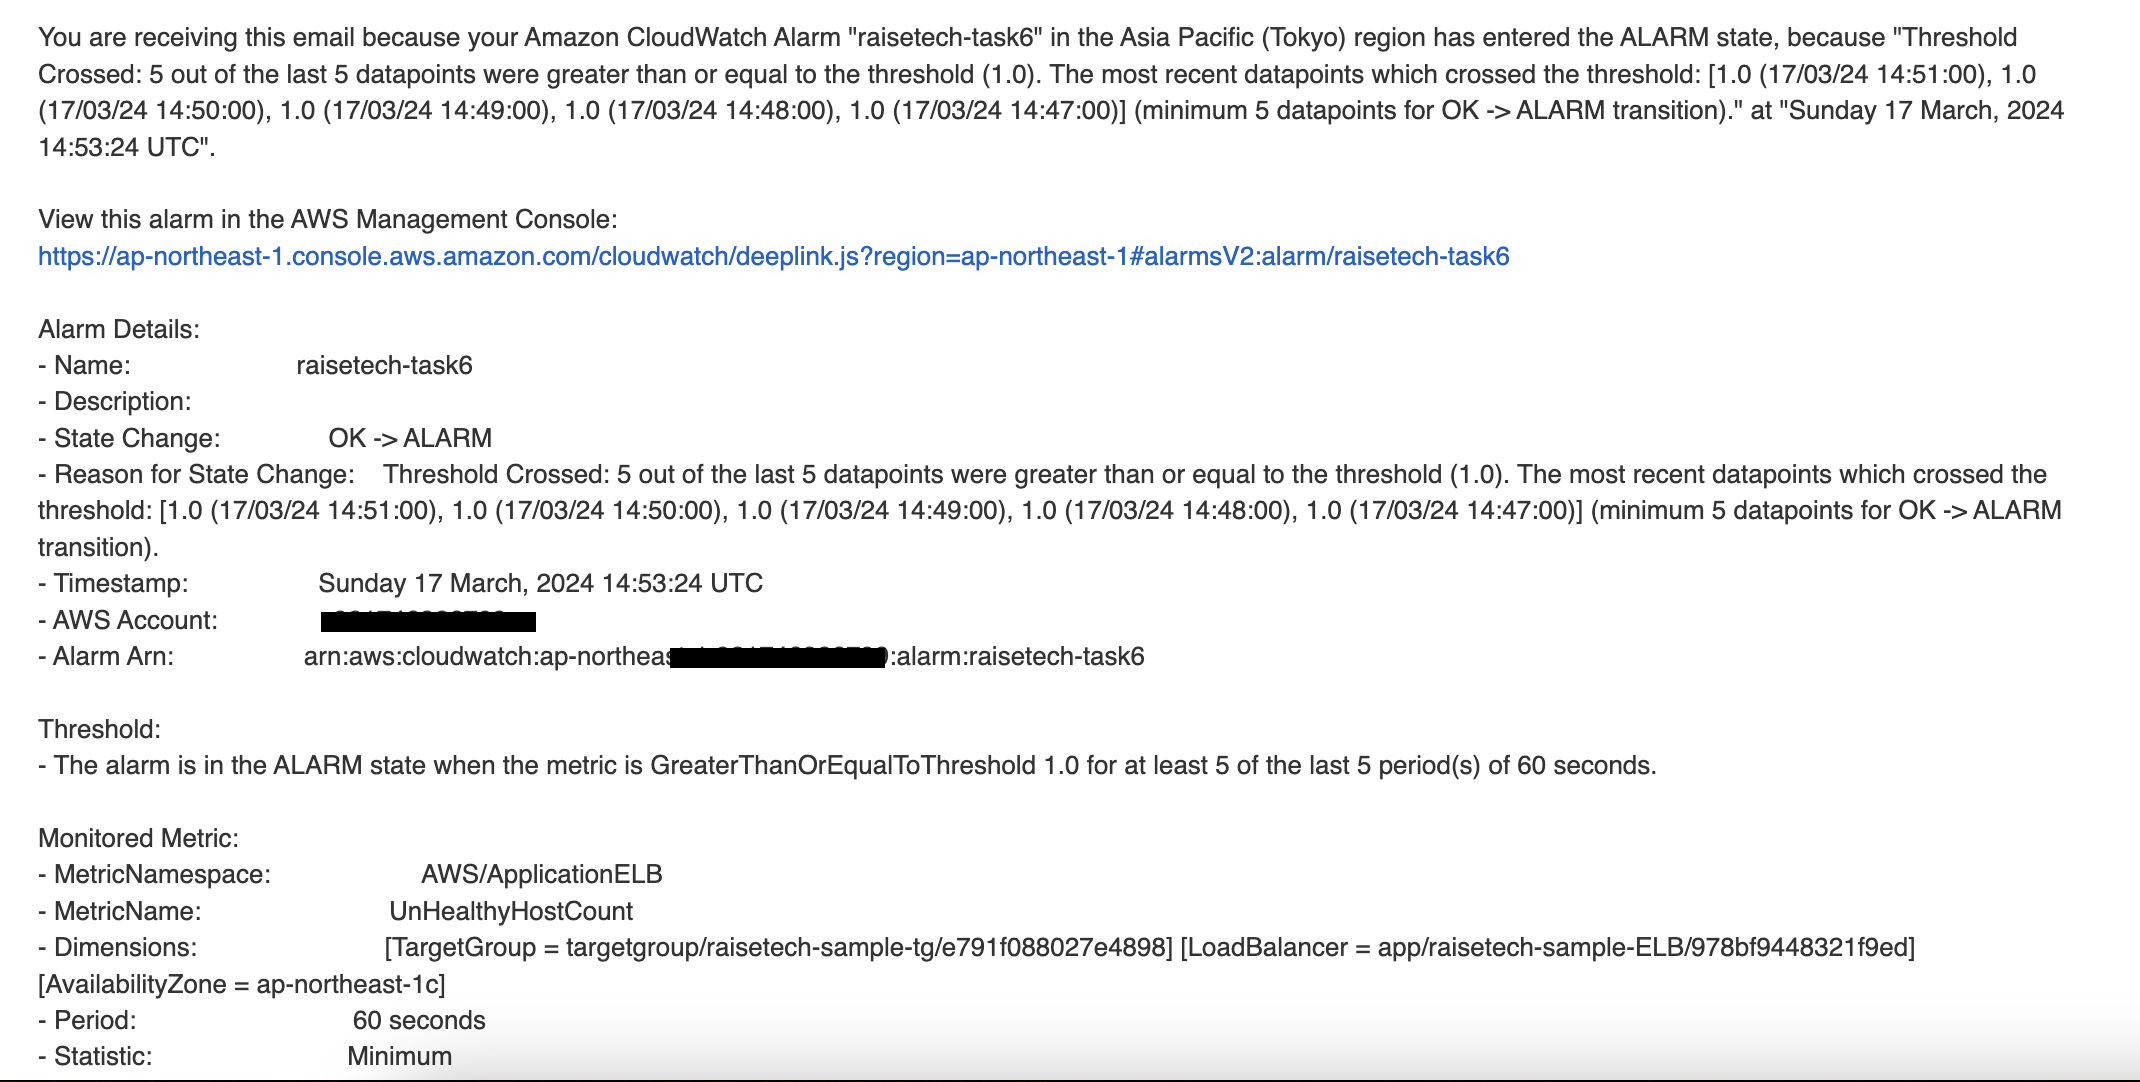 You are receiving this email because your Amazon CloudWatch Alarm "raisetech-task6" in the Asia Pacific (Tokyo) region has entered the ALARM state, because "Threshold
Crossed: 5 out of the last 5 datapoints were greater than or equal to the threshold (1.0). The most recent datapoints which crossed the threshold: [1.0 (17/03/24 14:51:00), 1.0
(17/03/24 14:50:00), 1.0 (17/03/24 14:49:00), 1.0 (17/03/24 14:48:00), 1.0 (17/03/24 14:47:00)] (minimum 5 datapoints for OK -> ALARM transition)." at "Sunday 17 March, 2024
14:53:24 UTC".
View this alarm in the AWS Management Console:
https://ap-northeast-1.console.aws.amazon.com/cloudwatch/deeplink.js?region=ap-northeast-1#alarmsV2:alarm/raisetech-task6
Alarm Details:
- Name: raisetech-task6
- Description:
- State Change: OK -> ALARM
- Reason for State Change: Threshold Crossed: 5 out of the last 5 datapoints were greater than or equal to the threshold (1.0). The most recent datapoints which crossed the
threshold: [1.0 (17/03/24 14:51:00), 1.0 (17/03/24 14:50:00), 1.0 (17/03/24 14:49:00), 1.0 (17/03/24 14:48:00), 1.0 (17/03/24 14:47:00)] (minimum 5 datapoints for OK -> ALARM
transition).
- Timestamp: Sunday 17 March, 2024 14:53:24 UTC
- AWS Account:
- Alarm Arn: arn:aws:cloudwatch:ap-northeas :alarm:raisetech-task6
Threshold:
- The alarm is in the ALARM state when the metric is GreaterThanOrEqualToThreshold 1.0 for at least 5 of the last 5 period(s) of 60 seconds.
Monitored Metric:
- MetricNamespace: AWS/ApplicationELB
- MetricName: UnHealthyHostCount
- Dimensions: [TargetGroup = targetgroup/raisetech-sample-tg/e791f088027e4898] [LoadBalancer = app/raisetech-sample-ELB/978bf9448321f9ed]
[AvailabilityZone = ap-northeast-1c]
- Period: 60 seconds
- Statistic: Minimum